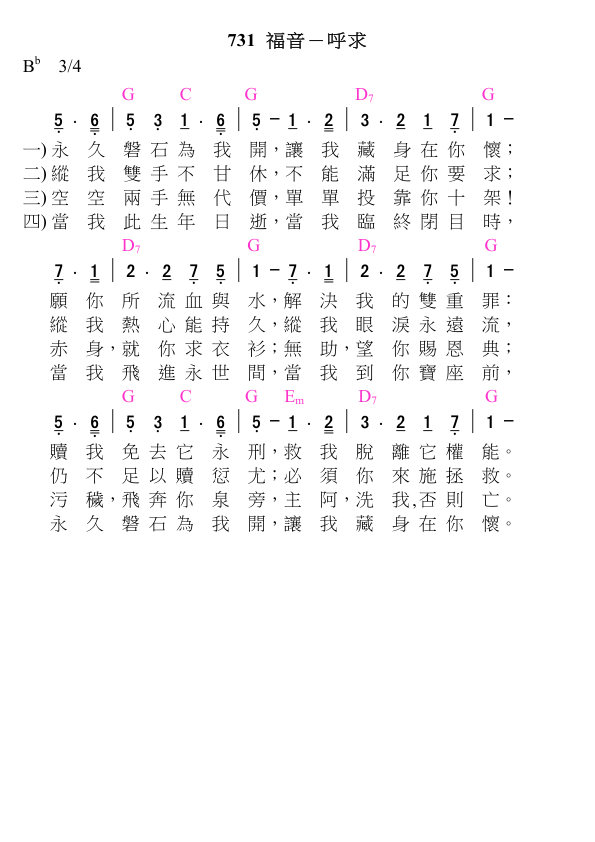 731 福音－呼求
Bb 3/4
G C G D7 G
5 · 6 | 5 3 1 · 6 | 5 － 1 · 2 | 3 · 2 1 7 | 1 －
一) 永久磐石為我開，讓我藏身在你懷；
二) 縱我雙手不甘休，不能滿足你要求；
三) 空空兩手無代價，單單投靠你十架！
四) 當我此生年日逝，當我臨終閉目時，
D7 G D7 G
7 · 1 | 2 · 2 7 5 | 1 － 7 · 1 | 2 · 2 7 5 | 1 －
願你所流血與水，解決我的雙重罪：
縱我熱心能持久，縱我眼淚永遠流，
赤身，就你求衣衫；無助，望你賜恩典；
當我飛進永世間，當我到你寶座前，
G C G Em D7 G
5 · 6 | 5 3 1 · 6 | 5 － 1 · 2 | 3 · 2 1 7 | 1 －
贖我免去它永刑，救我脫離它權能。
仍不足以贖愆尤；必須你來施拯救。
污穢，飛奔你泉旁，主阿，洗我,否則亡。
永久磐石為我開，讓我藏身在你懷。